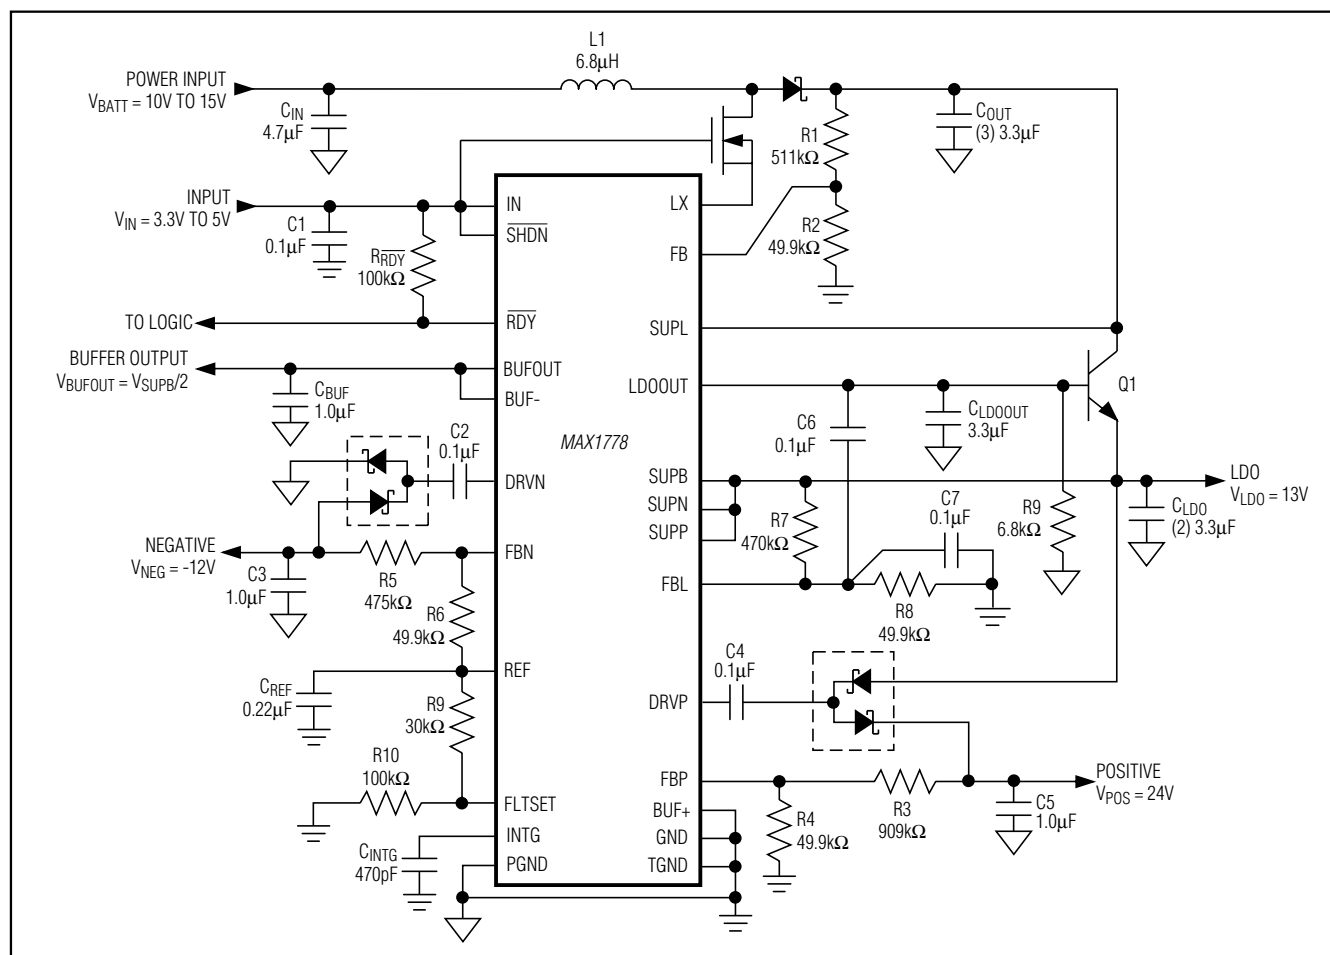 L1
6.8µH
POWER INPUT
VBATT = 10V TO 15V
CIN
4.7µF
R1
511kΩ
COUT
(3) 3.3µF
INPUT
VIN = 3.3V TO 5V
C1
0.1µF
RRDY
100kΩ
IN
SHDN
LX
FB
R2
49.9kΩ
TO LOGIC
RDY
SUPL
BUFFER OUTPUT
VBUFOUT = VSUPB/2
BUFOUT
BUF-
CBUF
1.0µF
LDOOUT
Q1
C6
0.1µF
CLDOOUT
3.3µF
MAX1778
C2
0.1µF
DRVN
SUPB
SUPN
SUPP
R7
470kΩ
C7
0.1µF
R9
6.8kΩ
LDO
VLDO = 13V
CLDO
(2) 3.3µF
NEGATIVE
VNEG = -12V
C3
1.0µF
R5
475kΩ
FBN
FBL
R8
49.9kΩ
R6
49.9kΩ
REF
CREF
0.22µF
R9
30kΩ
C4
0.1µF
DRVP
R10
100kΩ
FLTSET
FBP
R3
909kΩ
POSITIVE
VPOS = 24V
C5
1.0µF
R4
49.9kΩ
INTG
CINTG
470pF
PGND
BUF+
GND
TGND